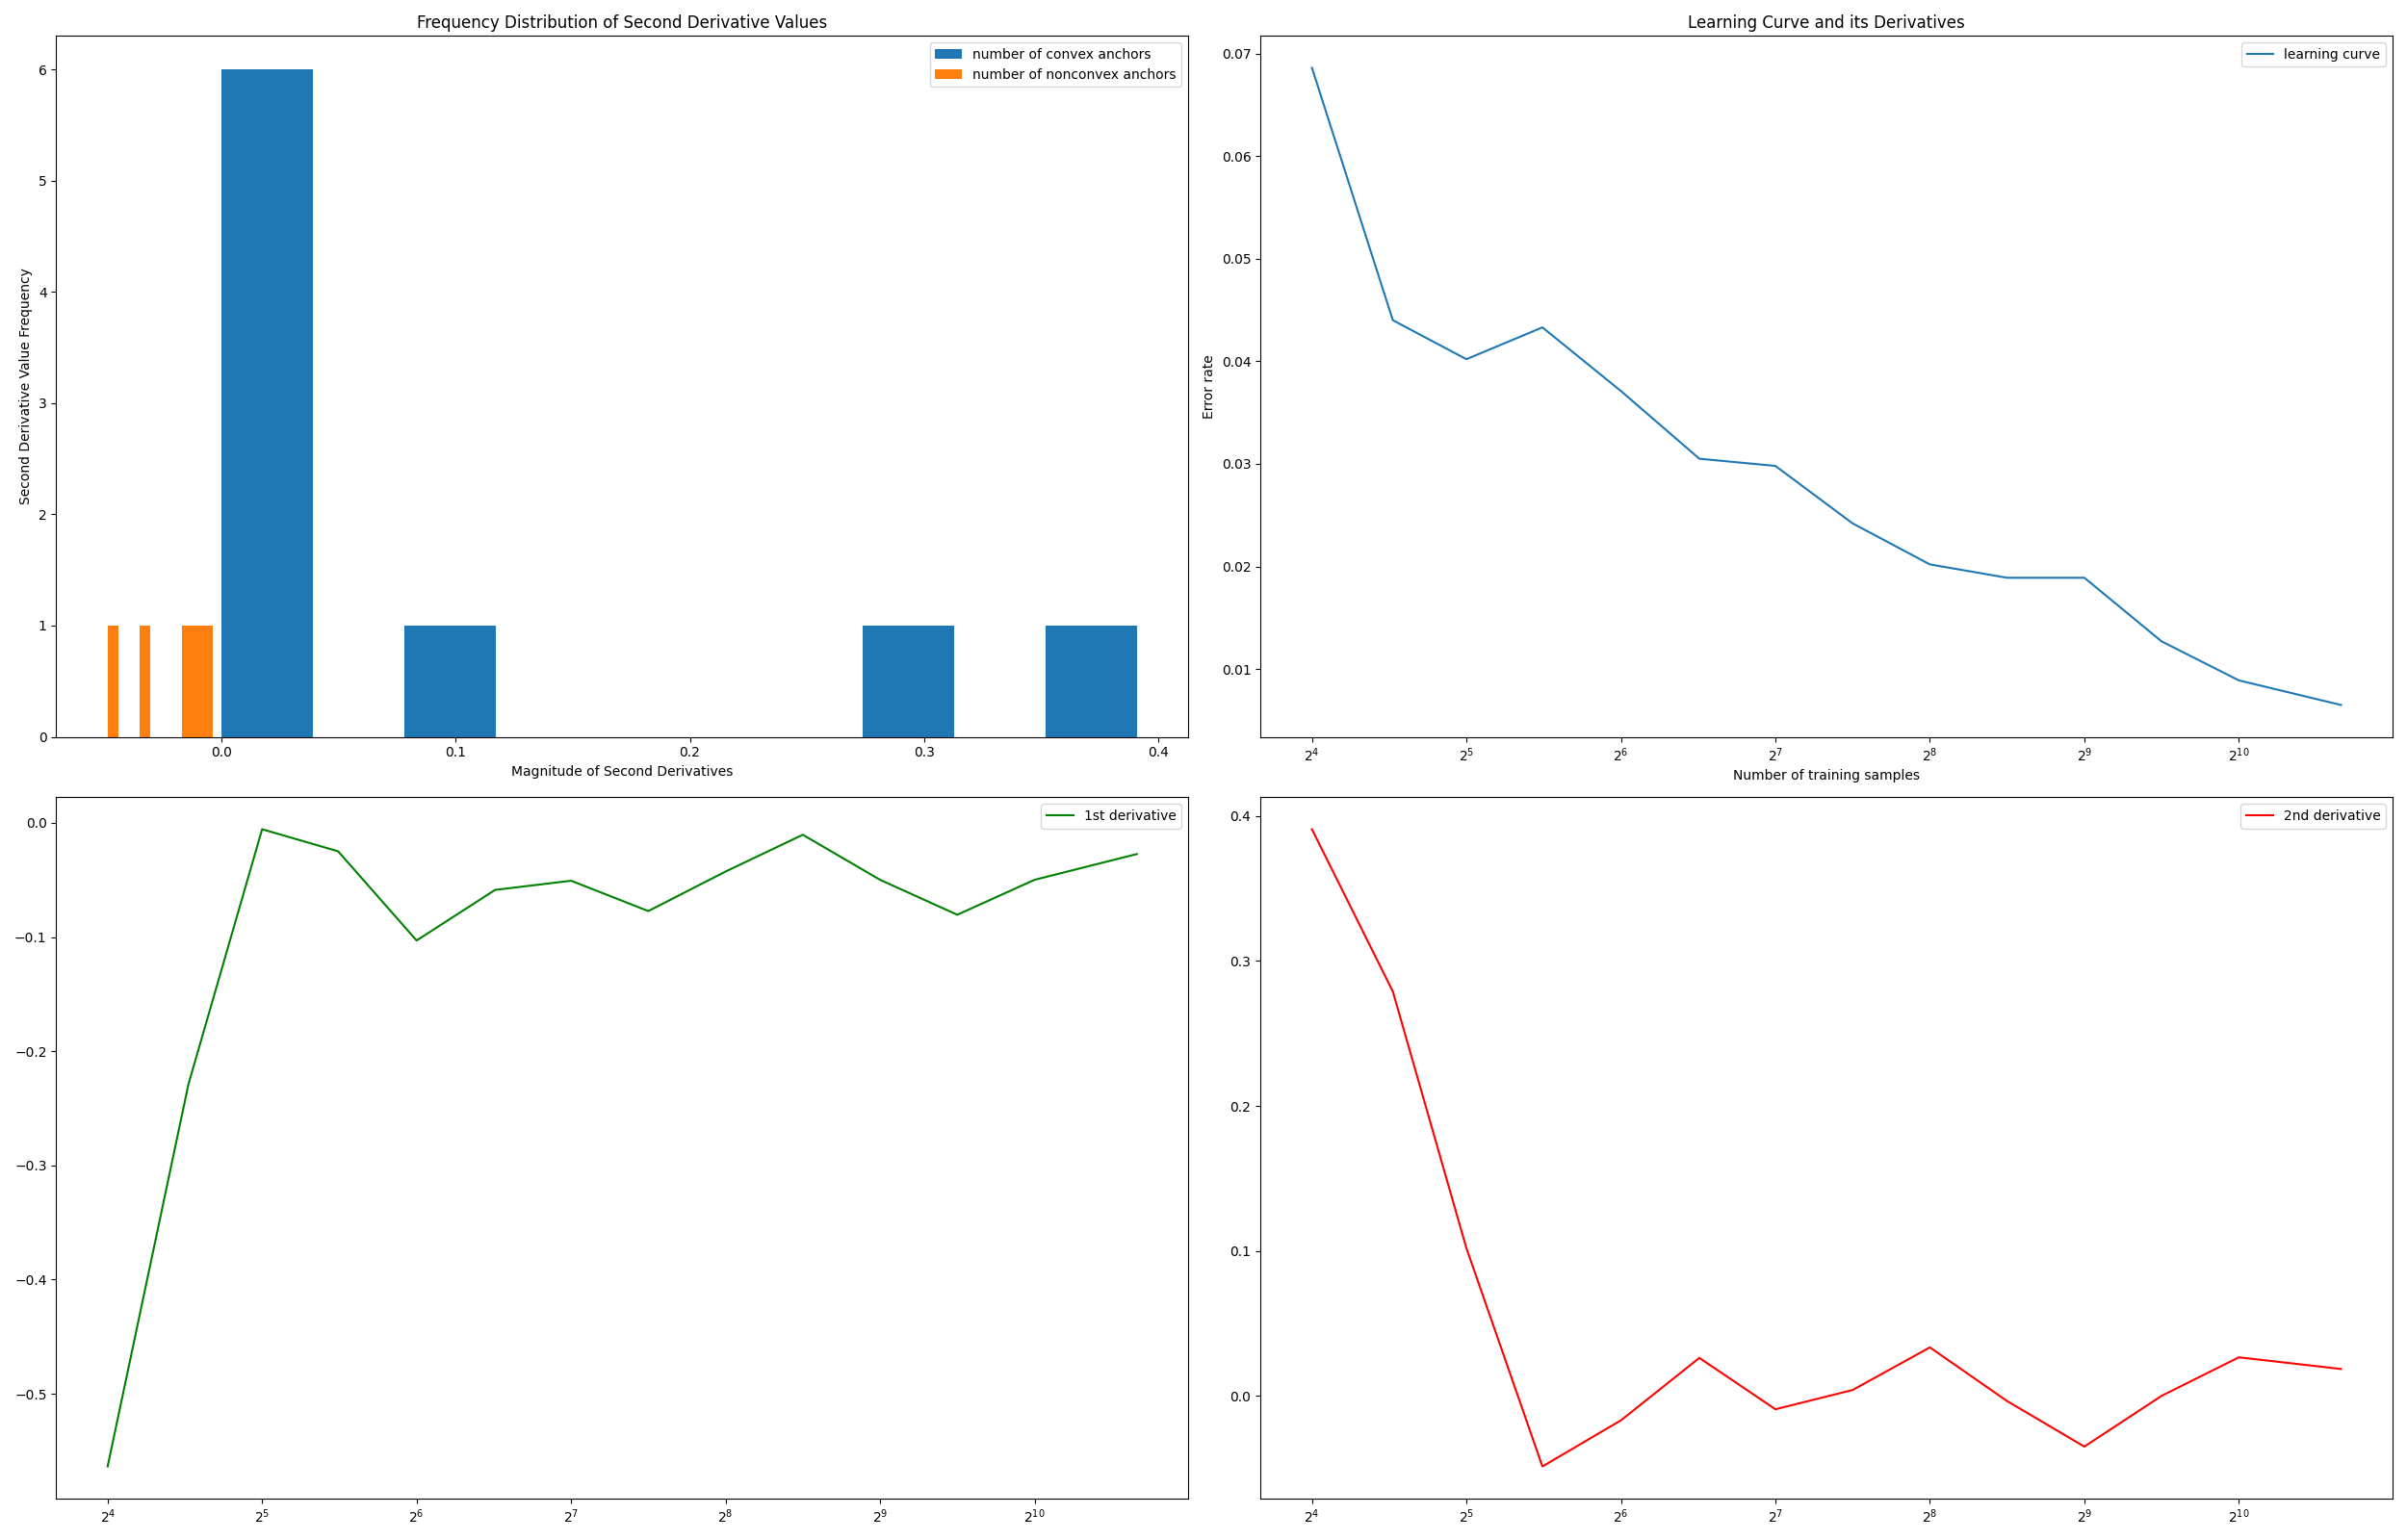 Frequency Distribution of Second Derivative Values
number of convex anchors
number of nonconvex anchors
Second Derivative Value Frequency
6
5
4
3
2
1
0
0.0 0.1 0.2 0.3 0.4
Magnitude of Second Derivatives
Learning Curve and its Derivatives
learning curve
Error rate
0.07
0.06
0.05
0.04
0.03
0.02
0.01
2⁴ 2⁵ 2⁶ 2⁷ 2⁸ 2⁹ 2¹⁰
Number of training samples
1st derivative
0.0
−0.1
−0.2
−0.3
−0.4
−0.5
2⁴ 2⁵ 2⁶ 2⁷ 2⁸ 2⁹ 2¹⁰
2nd derivative
0.4
0.3
0.2
0.1
0.0
2⁴ 2⁵ 2⁶ 2⁷ 2⁸ 2⁹ 2¹⁰